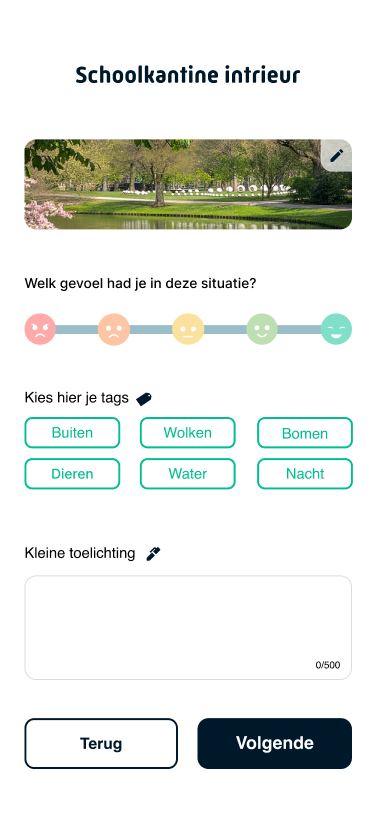 Schoolkantine intrieur
Welk gevoel had je in deze situatie?
Kies hier je tags
Buiten
Wolken
Bomen
Dieren
Water
Nacht
Kleine toelichting
0/500
Terug
Volgende